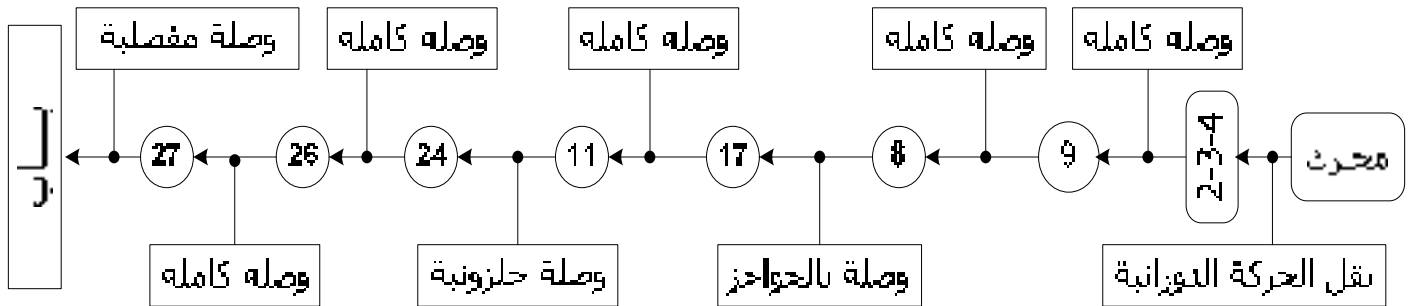 وصله كامله
وصله كامله
وصله كامله
وصله كامله
وصلة مفصلية
محرك
2-3-4
9
8
17
11
24
26
27
نقل الحركة الدورانية
وصلة بالحواجز
وصلة حلزونية
وصله كامله